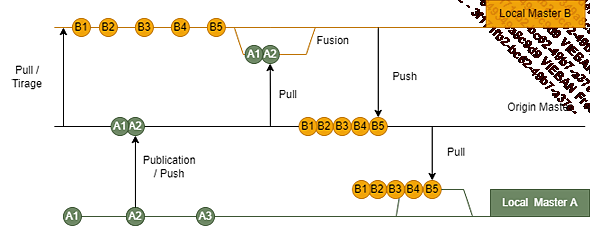 Local Master B
B1 B2 B3 B4 B5
Fusion
A1 A2
Pull /
Tirage
Pull
Push
Origin Master
A1 A2
B1 B2 B3 B4 B5
Publication
/ Push
Pull
B1 B2 B3 B4 B5
Local Master A
A1 A2 A3